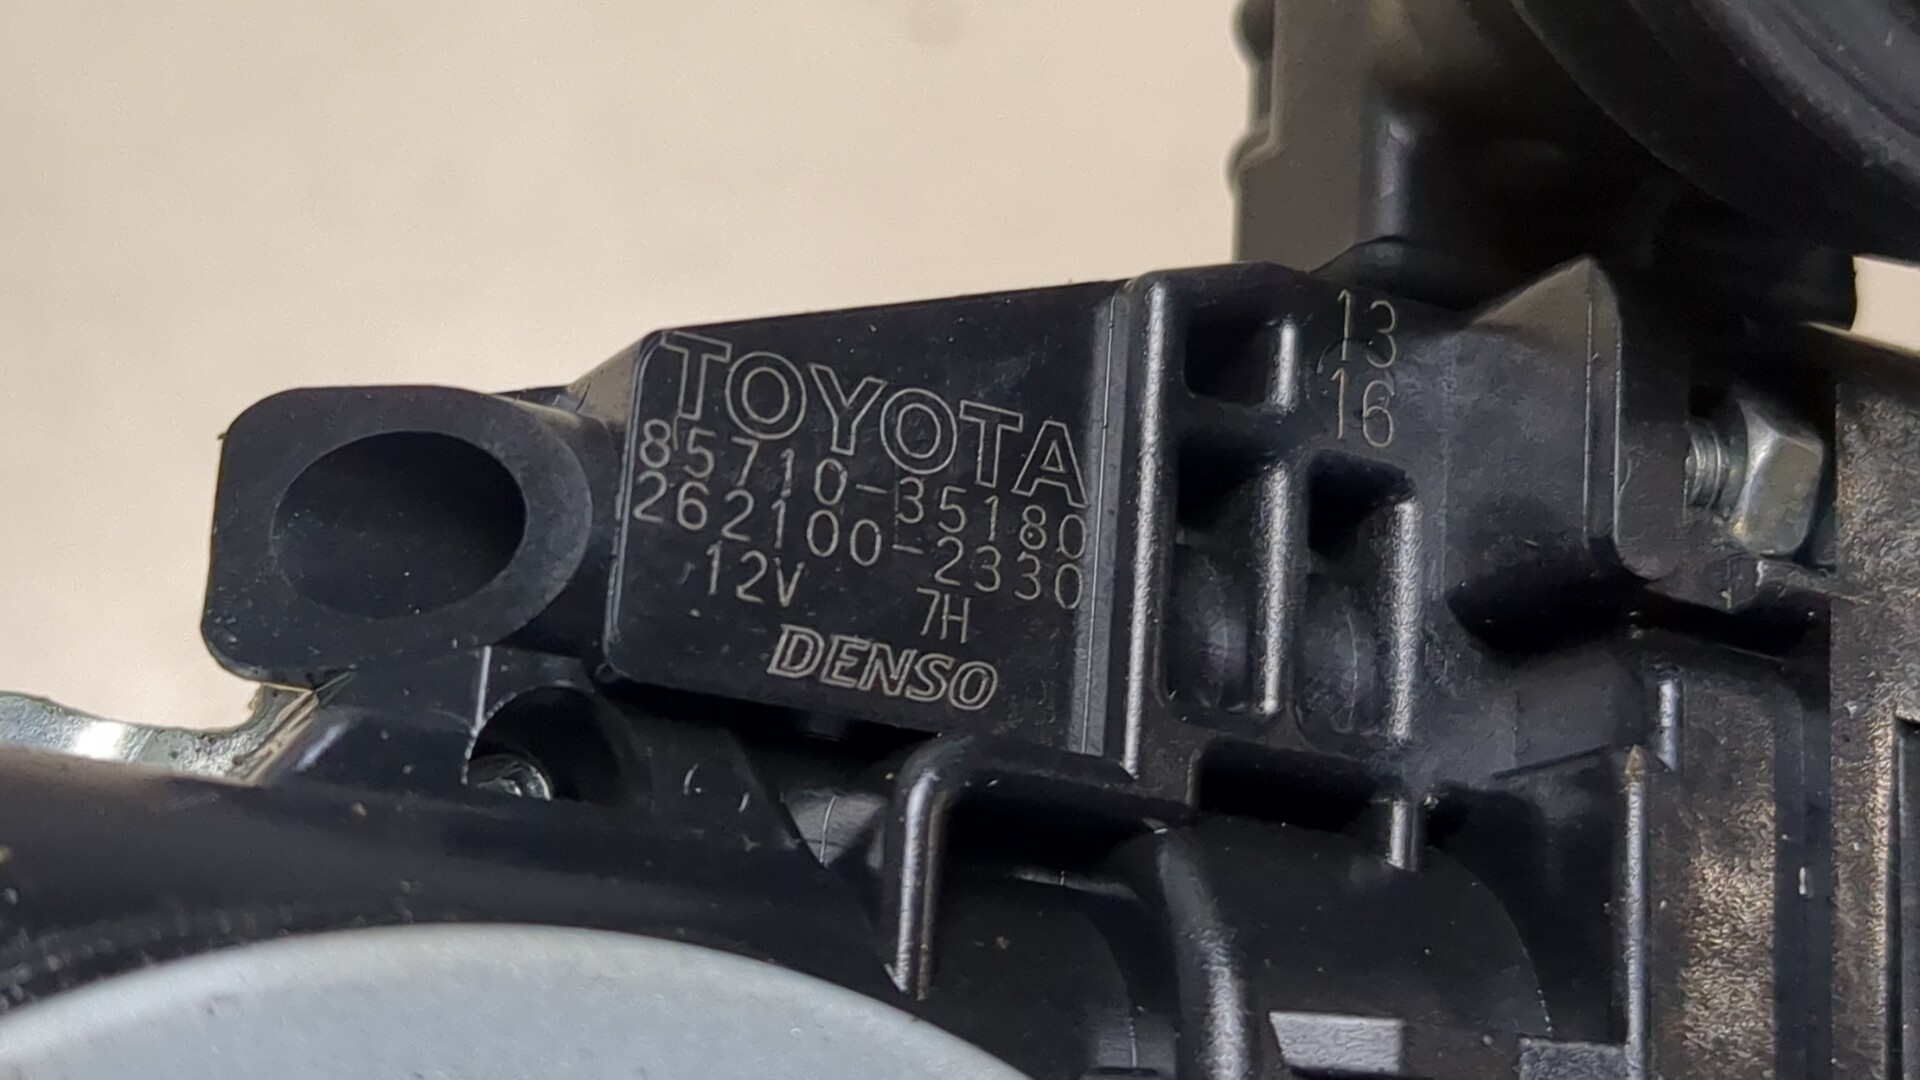 TOYOTA
85710-35180
262100-2330
12V 7H
DENSO
13
16